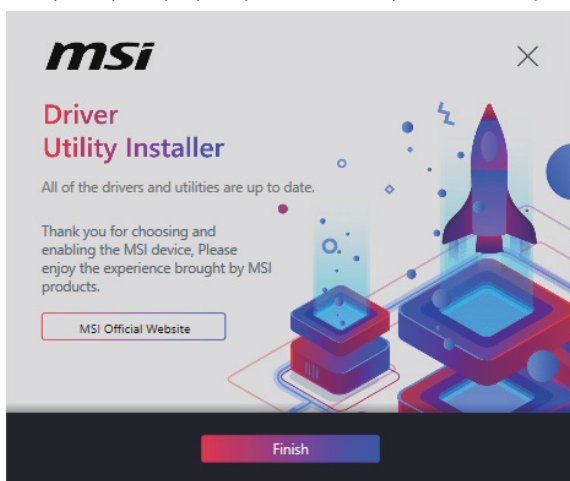 msi
Driver
Utility Installer
All of the drivers and utilities are up to date.
Thank you for choosing and
enabling the MSI device, Please
enjoy the experience brought by MSI
products.
MSI Official Website
Finish